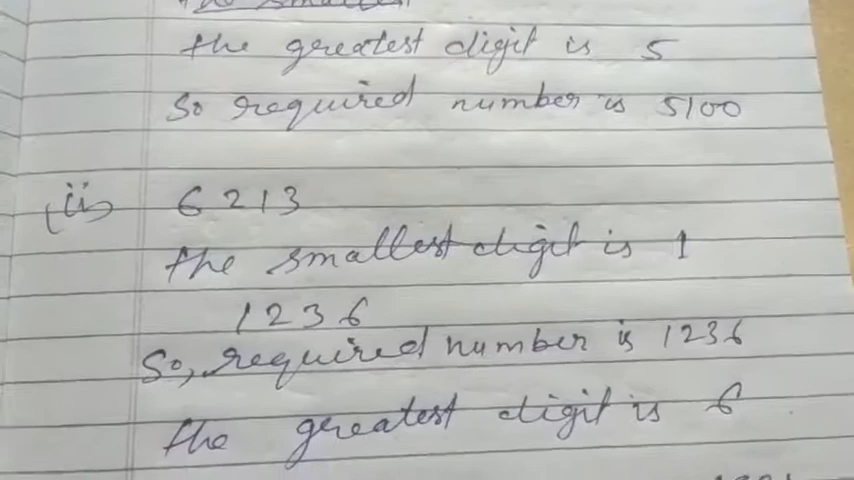 the greatest digit is 5
So required number is 5100
(ii) 6213
the smallest digit is 1
1236
So, required number is 1236
the greatest digit is 6